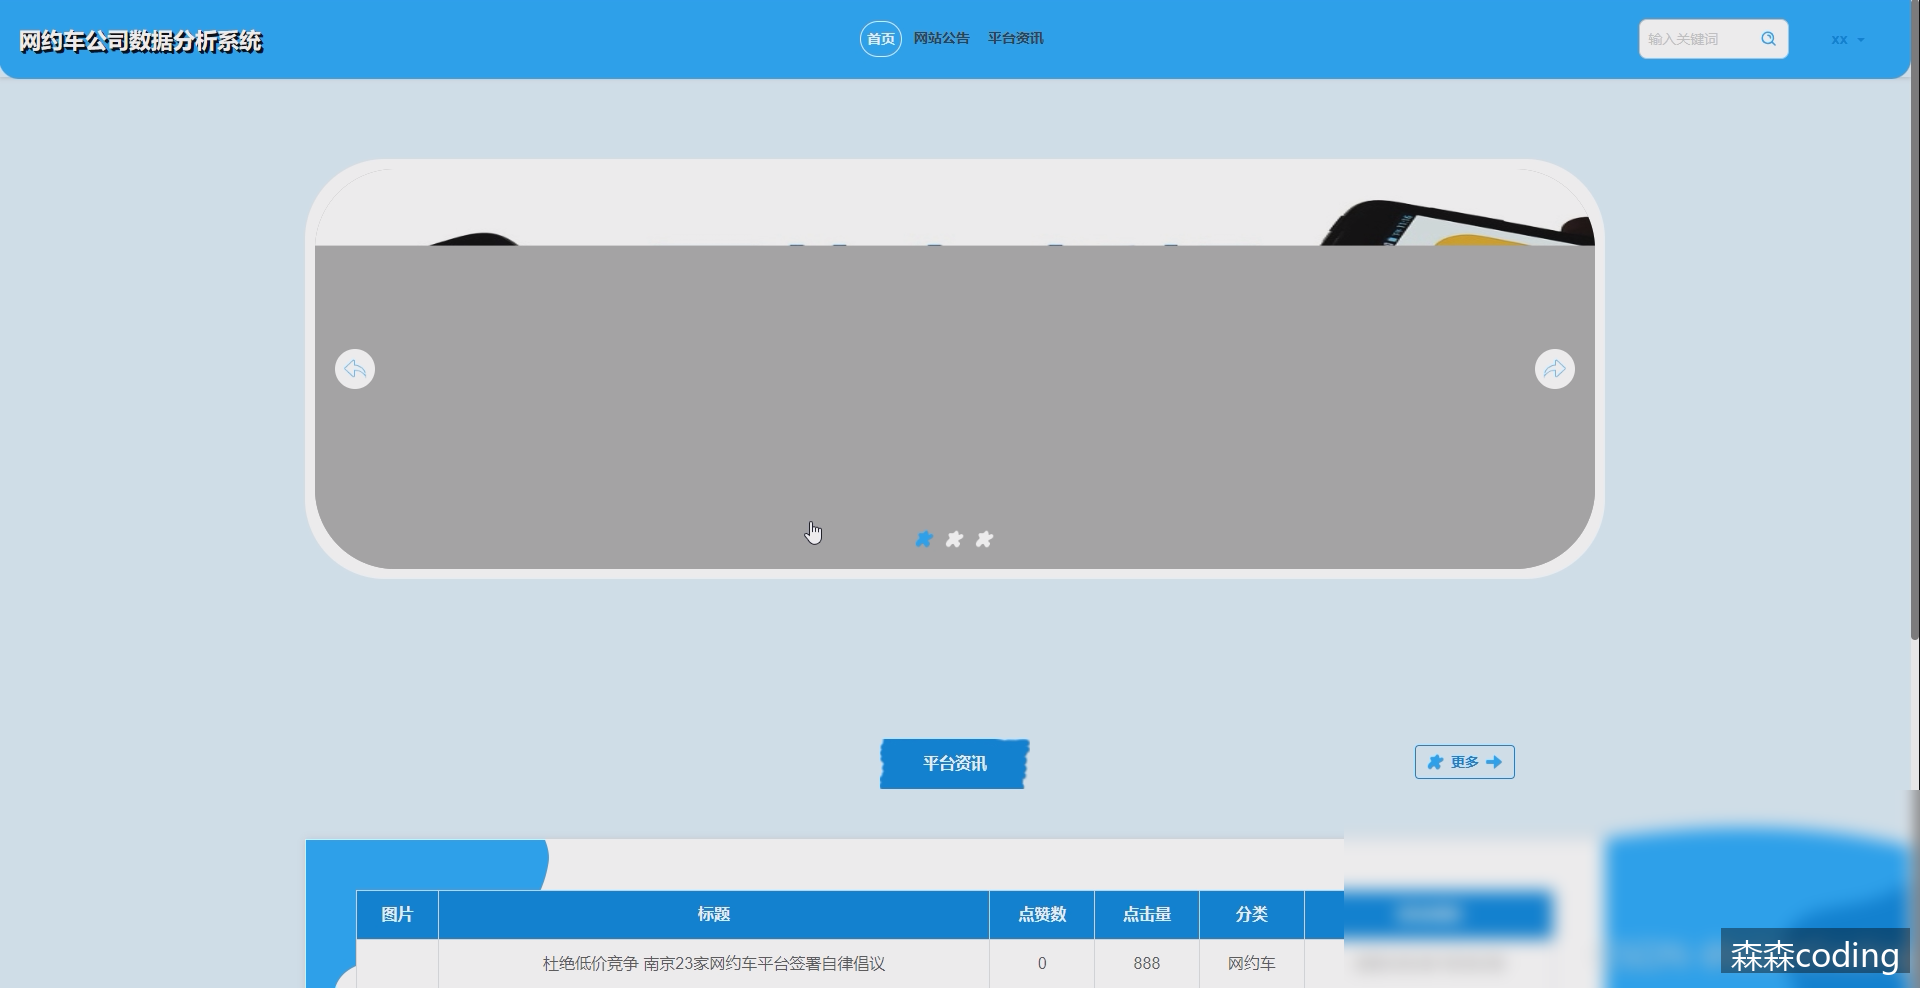 网约车公司数据分析系统
首页 网站公告 平台资讯
输入关键词
xx
平台资讯
更多
图片 标题 点赞数 点击量 分类
杜绝低价竞争 南京23家网约车平台签署自律倡议 0 888 网约车
森森coding